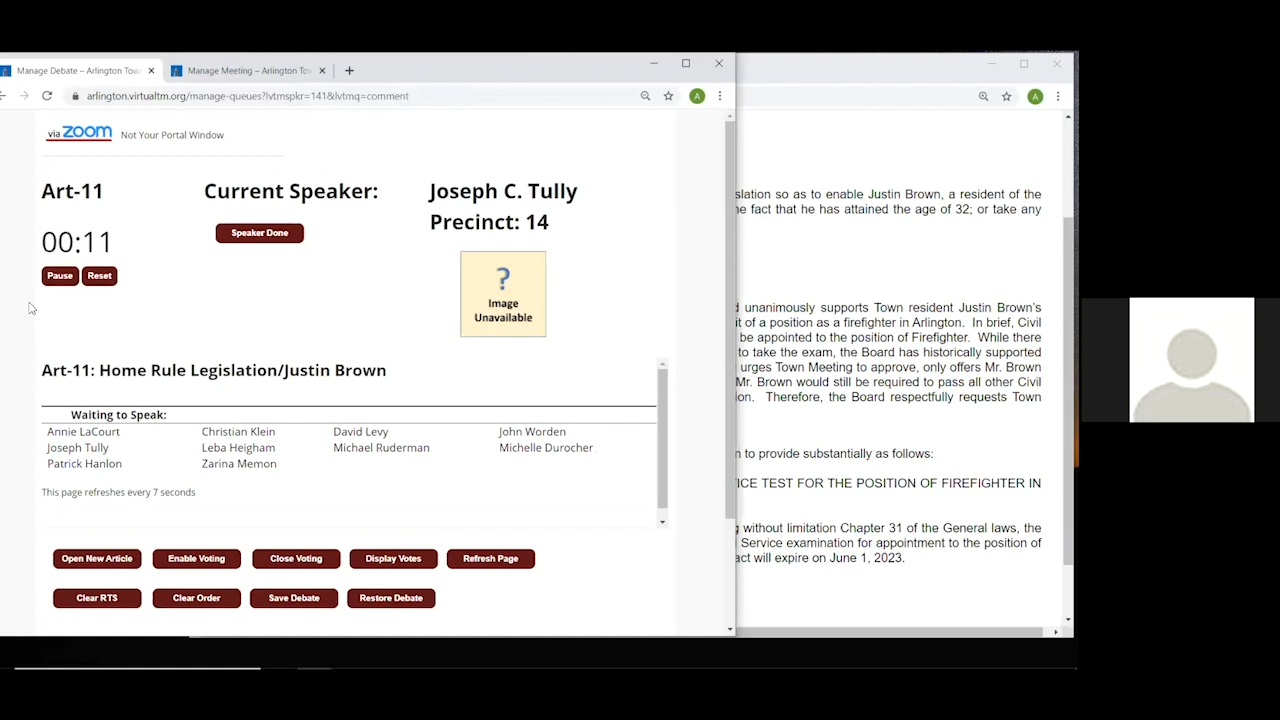 Manage Debate – Arlington Tow
Manage Meeting – Arlington To
arlington.virtualtm.org/manage-queues?lvtmspkr=141&lvtmq=comment
A
A
via zoom Not Your Portal Window
Art-11
Current Speaker:
Joseph C. Tully
Precinct: 14
00:11
Speaker Done
Pause
Reset
?
Image
Unavailable
Art-11: Home Rule Legislation/Justin Brown
Waiting to Speak:
Annie LaCourt Christian Klein David Levy John Worden
Joseph Tully Leba Heigham Michael Ruderman Michelle Durocher
Patrick Hanlon Zarina Memon
This page refreshes every 7 seconds
Open New Article Enable Voting Close Voting Display Votes Refresh Page
Clear RTS Clear Order Save Debate Restore Debate
slation so as to enable Justin Brown, a resident of the
e fact that he has attained the age of 32; or take any
d unanimously supports Town resident Justin Brown's
it of a position as a firefighter in Arlington. In brief, Civil
be appointed to the position of Firefighter. While there
to take the exam, the Board has historically supported
urges Town Meeting to approve, only offers Mr. Brown
Mr. Brown would still be required to pass all other Civil
on. Therefore, the Board respectfully requests Town
n to provide substantially as follows:
ICE TEST FOR THE POSITION OF FIREFIGHTER IN
g without limitation Chapter 31 of the General laws, the
Service examination for appointment to the position of
act will expire on June 1, 2023.